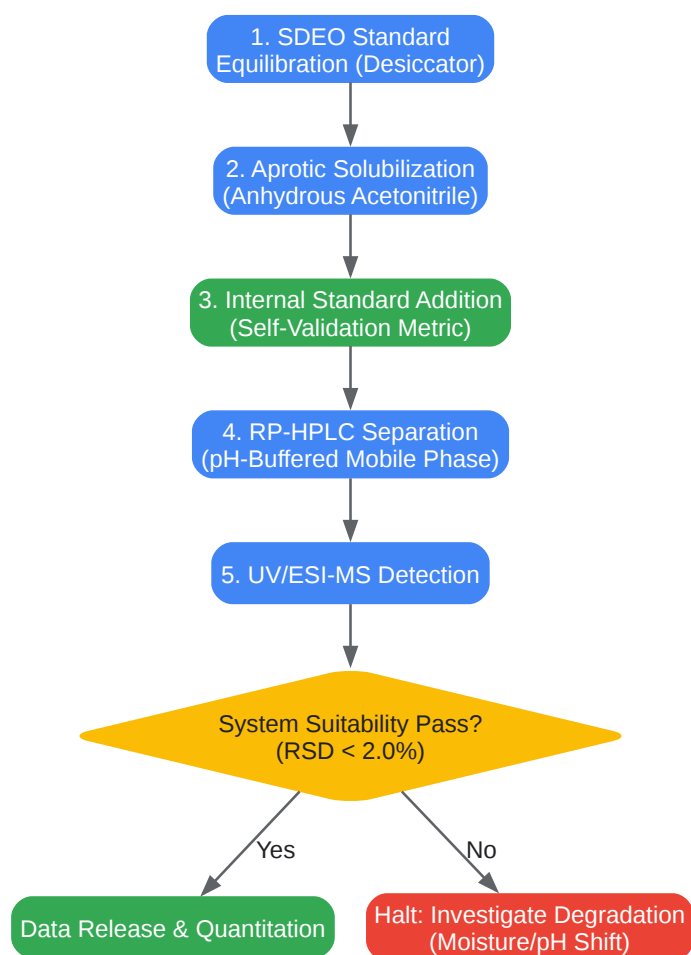 1. SDEO Standard
Equilibration (Desiccator)
2. Aprotic Solubilization
(Anhydrous Acetonitrile)
3. Internal Standard Addition
(Self-Validation Metric)
4. RP-HPLC Separation
(pH-Buffered Mobile Phase)
5. UV/ESI-MS Detection
System Suitability Pass?
(RSD < 2.0%)
Yes
No
Data Release & Quantitation
Halt: Investigate Degradation
(Moisture/pH Shift)